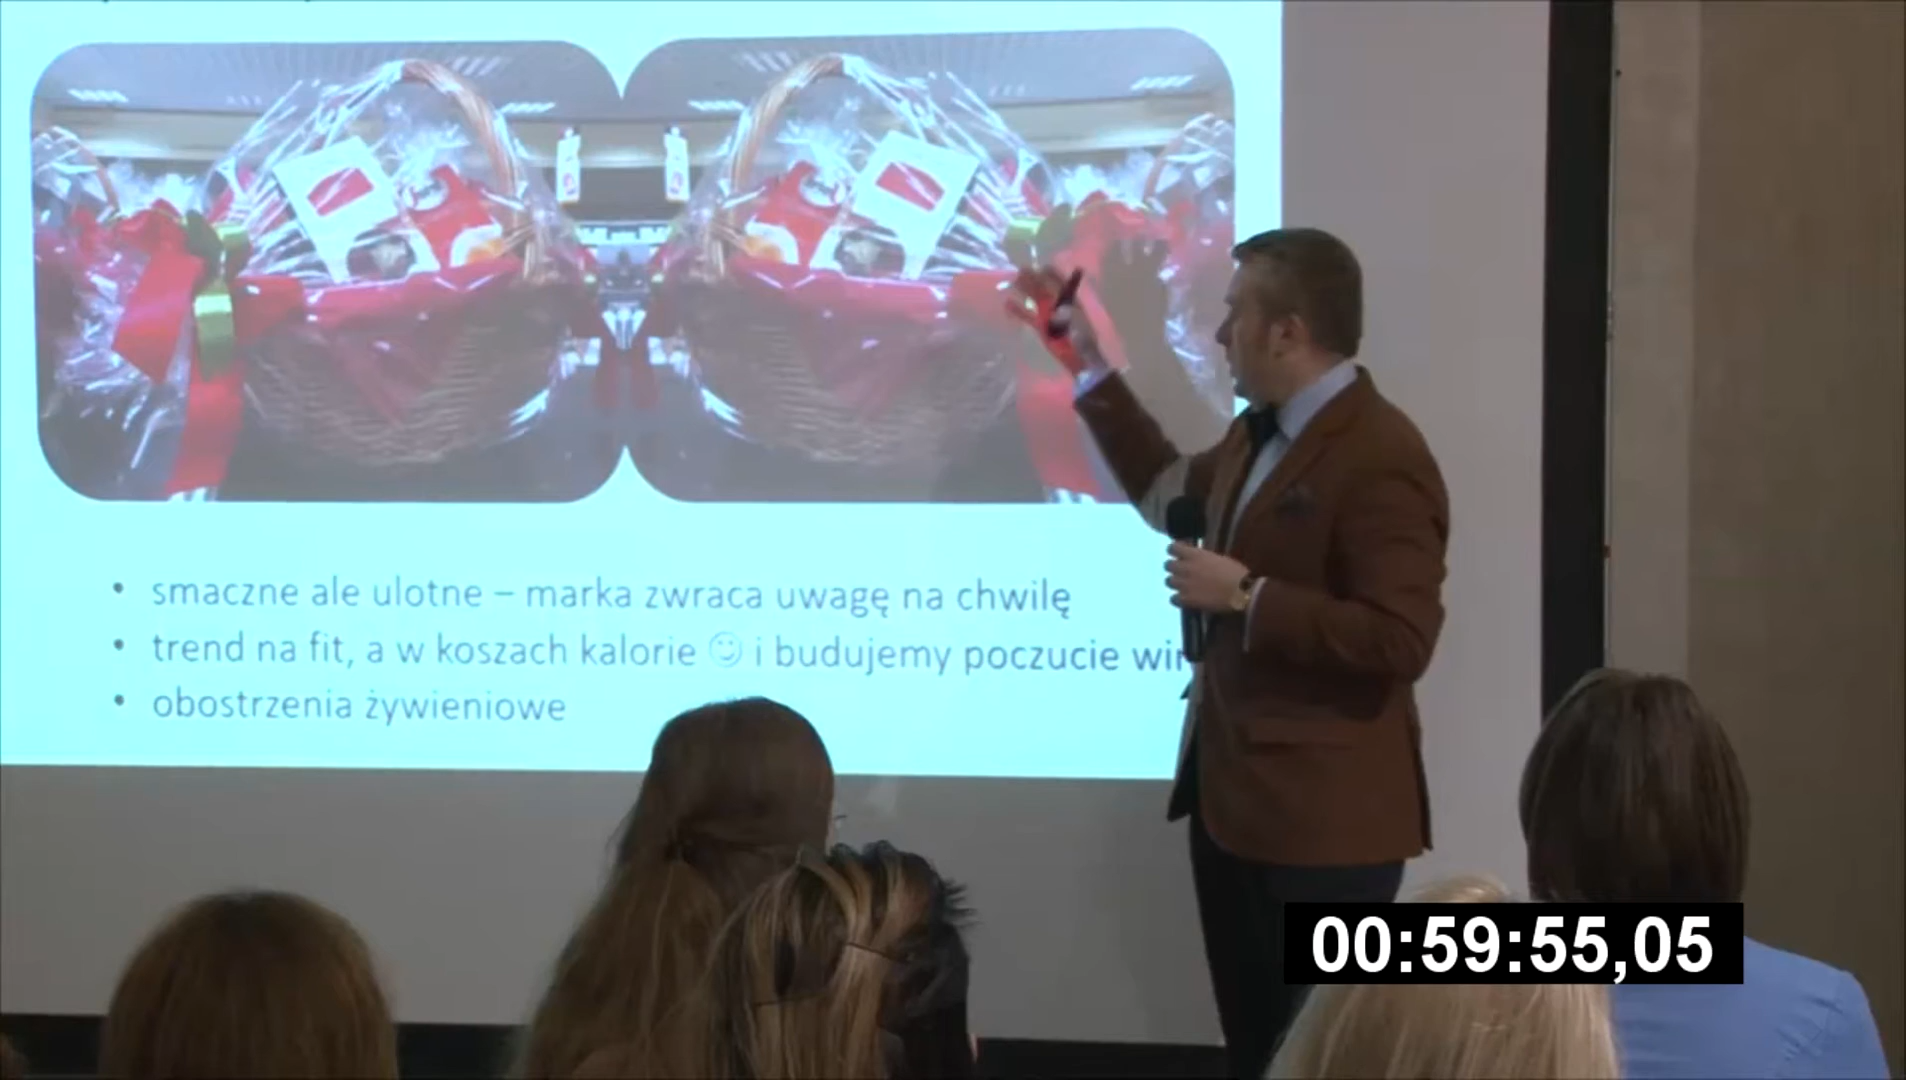 • smaczne ale ulotne – marka zwraca uwagę na chwilę
• trend na fit, a w koszach kalorie ☺ i budujemy poczucie
• obostrzenia żywieniowe
00:59:55,05